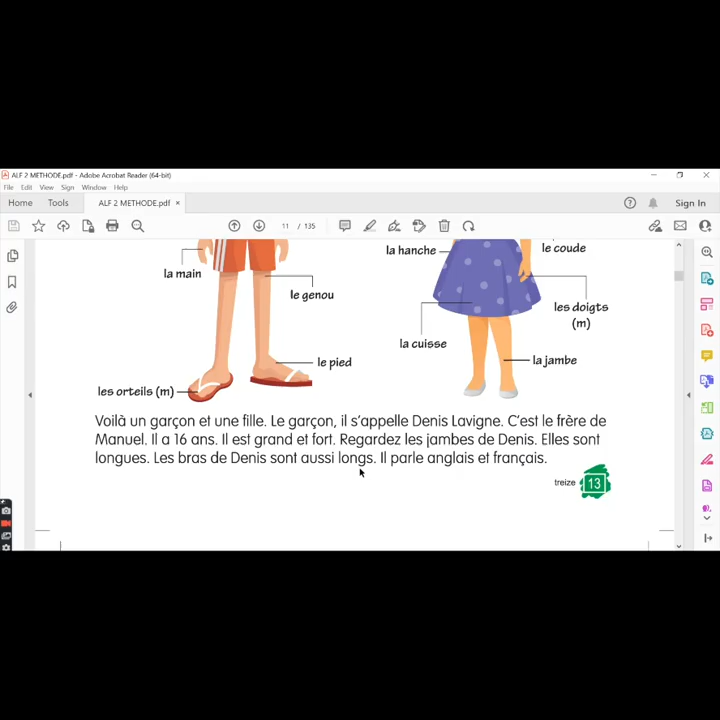 ALF 2 METHODE.pdf - Adobe Acrobat Reader (64-bit)
File Edit View Sign Window Help
Home Tools ALF 2 METHODE.pdf × Sign In
11 / 135
la hanche
le coude
la main
le genou
les doigts
(m)
la cuisse
le pied
la jambe
les orteils (m)
Voilà un garçon et une fille. Le garçon, il s'appelle Denis Lavigne. C'est le frère de
Manuel. Il a 16 ans. Il est grand et fort. Regardez les jambes de Denis. Elles sont
longues. Les bras de Denis sont aussi longs. Il parle anglais et français.
treize 13